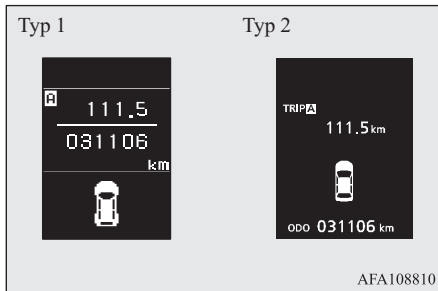 Typ 1 Typ 2
A
111.5
031106
km
TRIP A
111.5 km
ODO 031106 km
AFA108810